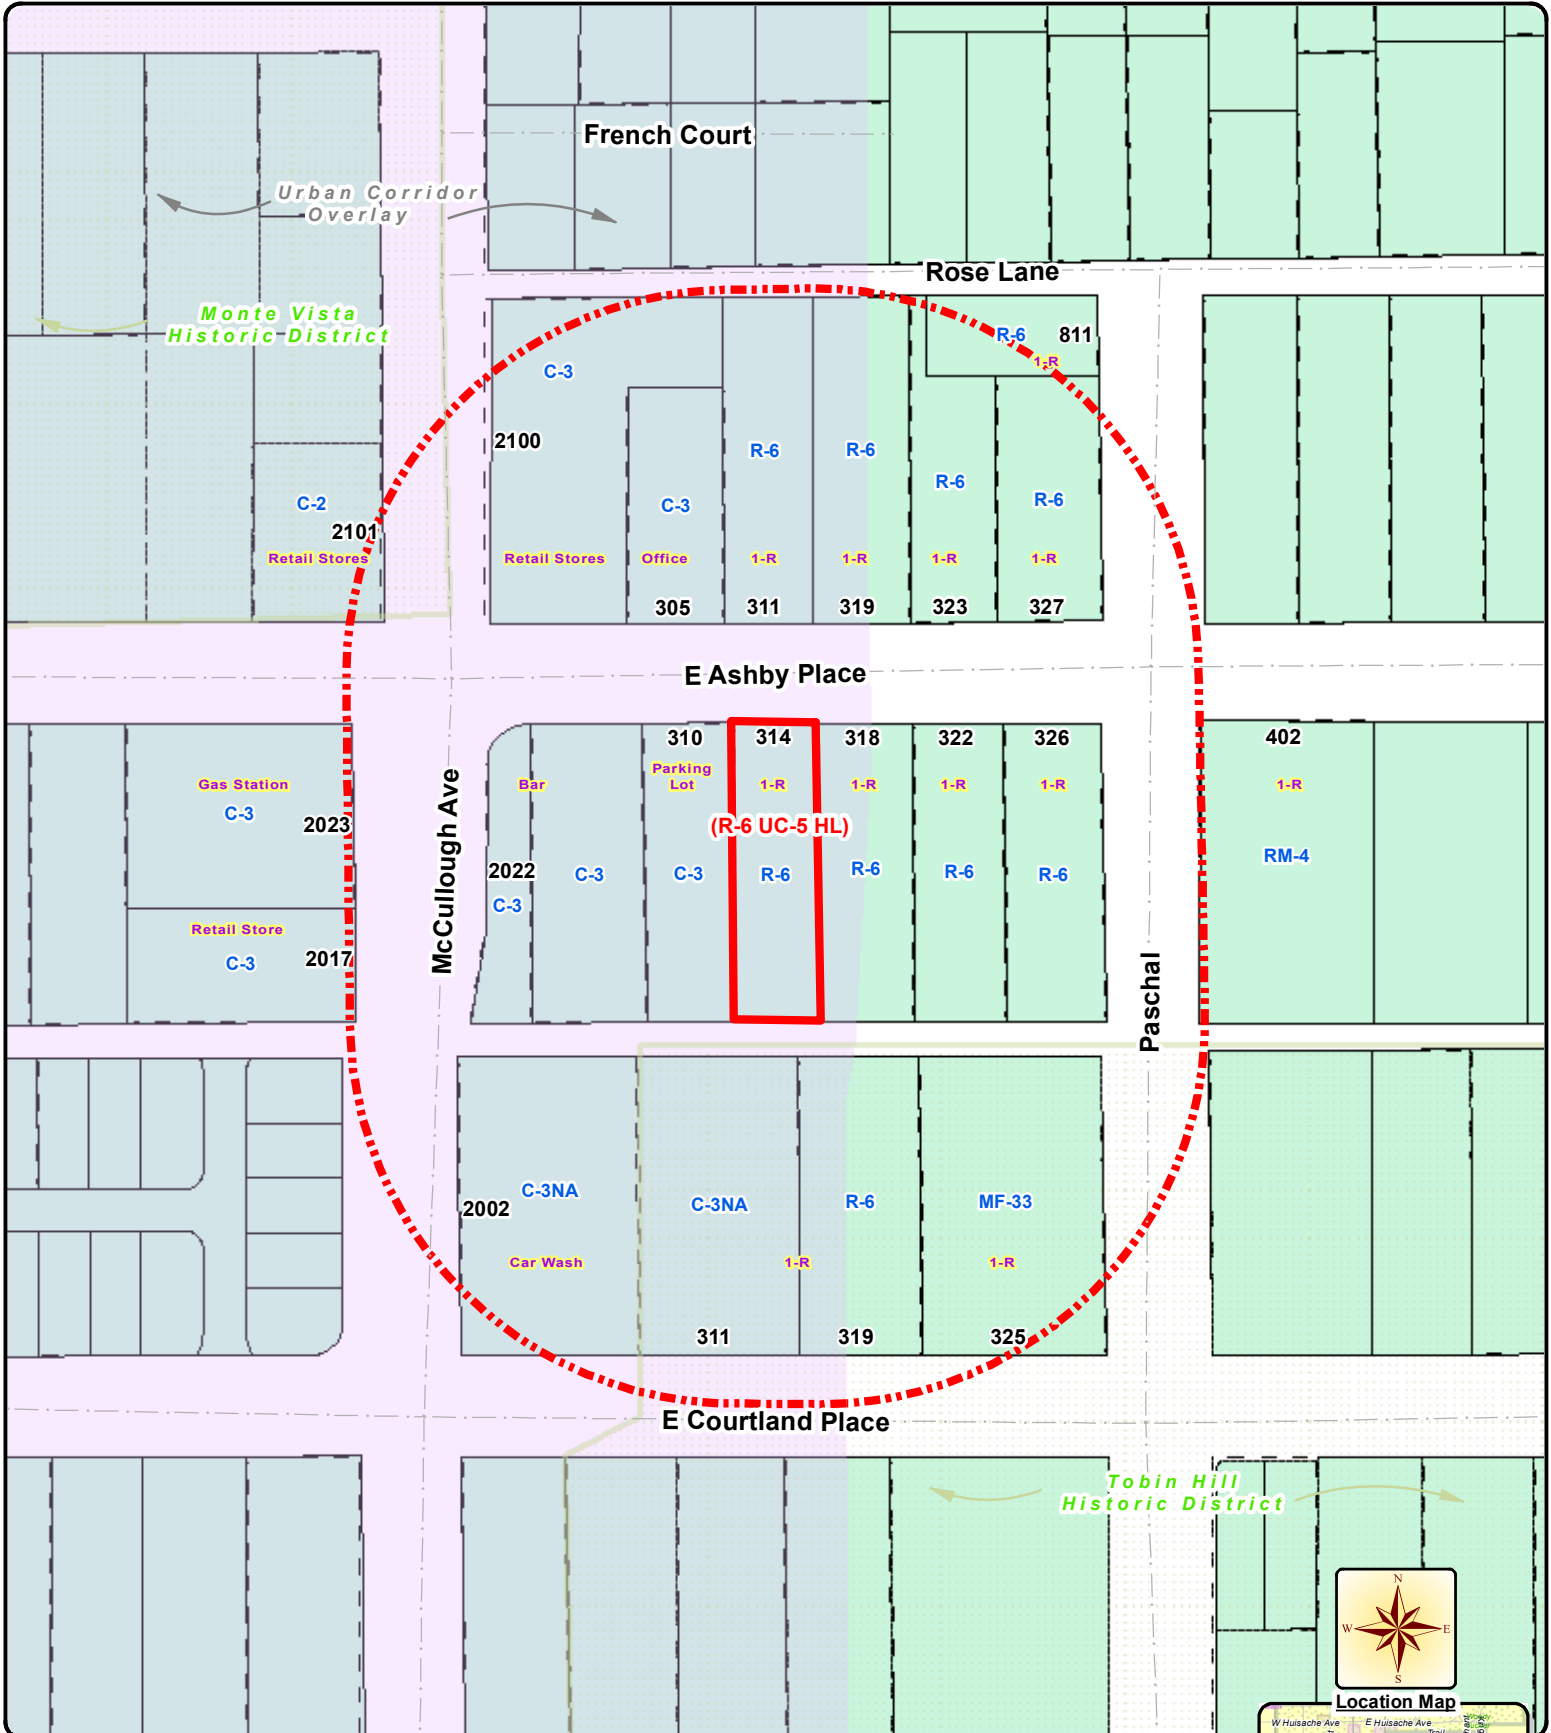 French Court
Urban Corridor
Overlay
Rose Lane
Monte Vista
Historic District
R-6
811
1-R
C-3
2100
R-6
R-6
R-6
R-6
C-2
C-3
2101
Retail Stores
Retail Stores
Office
1-R
1-R
1-R
1-R
305
311
319
323
327
E Ashby Place
310
314
318
322
326
402
Parking
Lot
Gas Station
Bar
1-R
1-R
1-R
1-R
1-R
C-3
2023
(R-6 UC-5 HL)
McCullough Ave
2022
C-3
C-3
C-3
R-6
R-6
R-6
R-6
RM-4
Retail Store
C-3
2017
Paschal
C-3NA
2002
C-3NA
R-6
MF-33
Car Wash
1-R
1-R
311
319
325
E Courtland Place
Tobin Hill
Historic District
N
W
E
S
Location Map
W Huisache Ave
E Huisache Ave